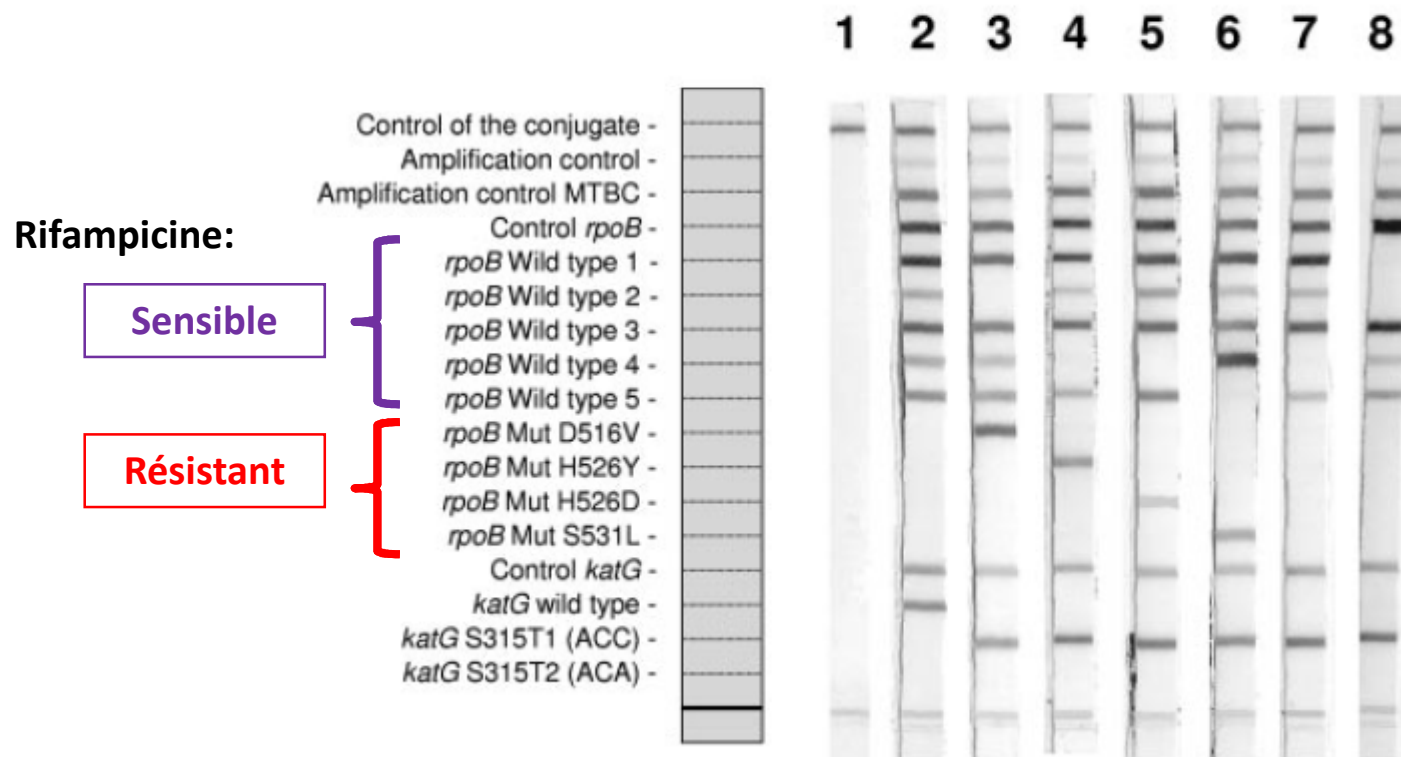 1 2 3 4 5 6 7 8
Control of the conjugate -
Amplification control -
Amplification control MTBC -
Rifampicine:
Control rpoB -
rpoB Wild type 1 -
rpoB Wild type 2 -
Sensible
rpoB Wild type 3 -
rpoB Wild type 4 -
rpoB Wild type 5 -
rpoB Mut D516V -
Résistant
rpoB Mut H526Y -
rpoB Mut H526D -
rpoB Mut S531L -
Control katG -
katG wild type -
katG S315T1 (ACC) -
katG S315T2 (ACA) -